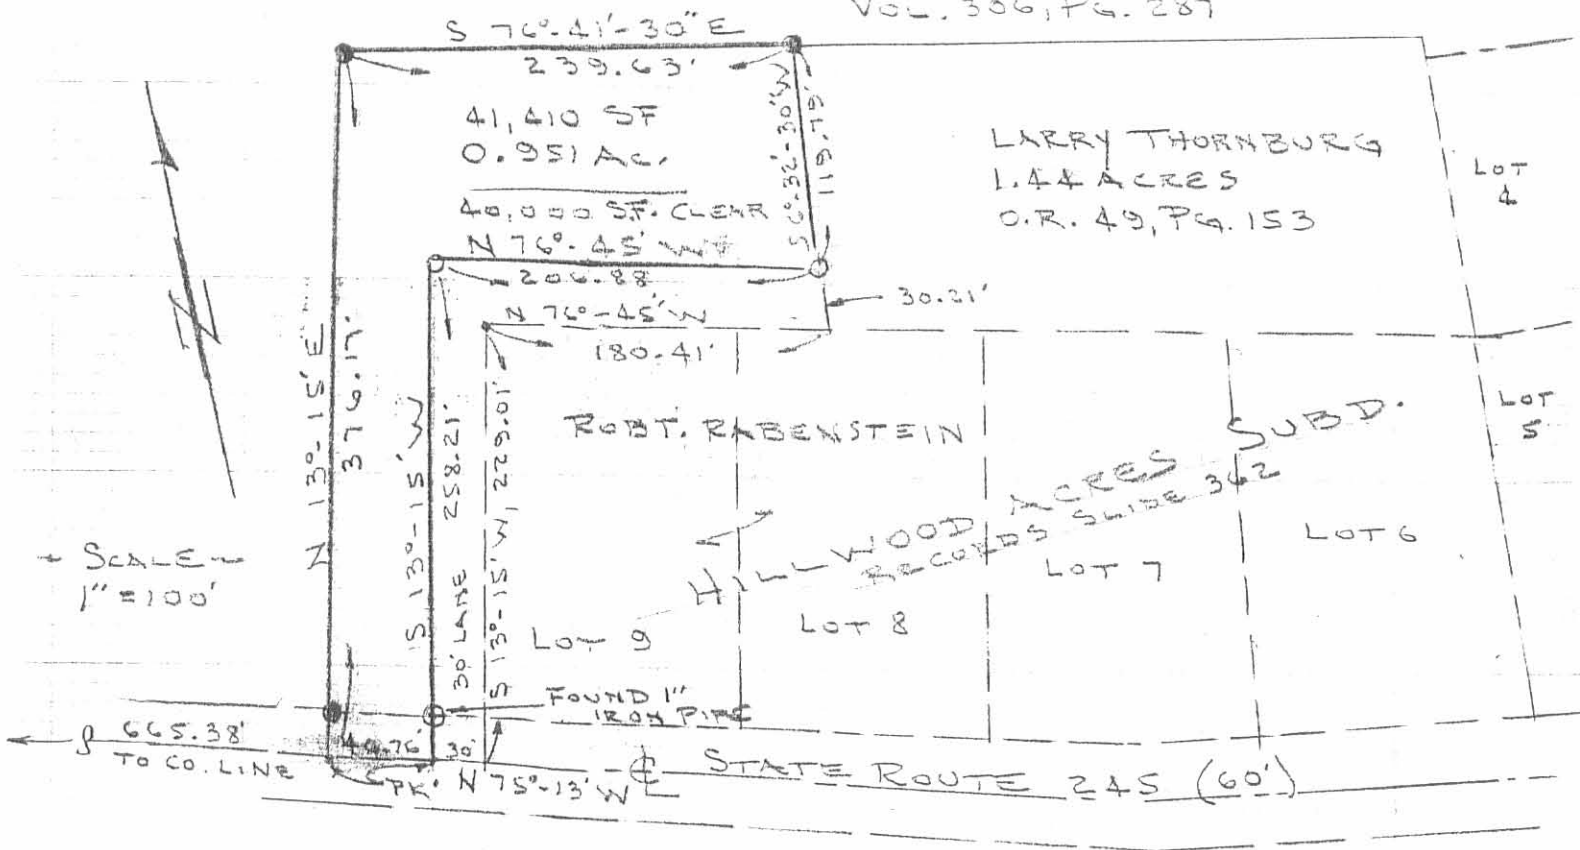 VOL. 306, PG. 287
S 76°-41'-30" E
239.63'
41,410 SF
0.951 AC.
40,000 SF. CLEAR
S 6°-32'-30" W
119.79'
LARRY THORNBURG
1.44 ACRES
O.R. 49, PG. 153
LOT
4
N 76°-45' W
206.88
30.21'
N 76°-45' W
180.41'
N 13°-15' E
376.17'
S 13°-15' W
258.21'
30' LANE
S 13°-15' W, 229.01'
ROBT. RABENSTEIN
HILLWOOD ACRES SUBD.
RECORDS SLIDE 362
LOT
5
LOT 6
LOT 7
LOT 8
LOT 9
~ SCALE ~
1" = 100'
FOUND 1"
IRON PIPE
665.38'
TO CO. LINE
30'
PK
N 75°-13' W
STATE ROUTE 245 (60')